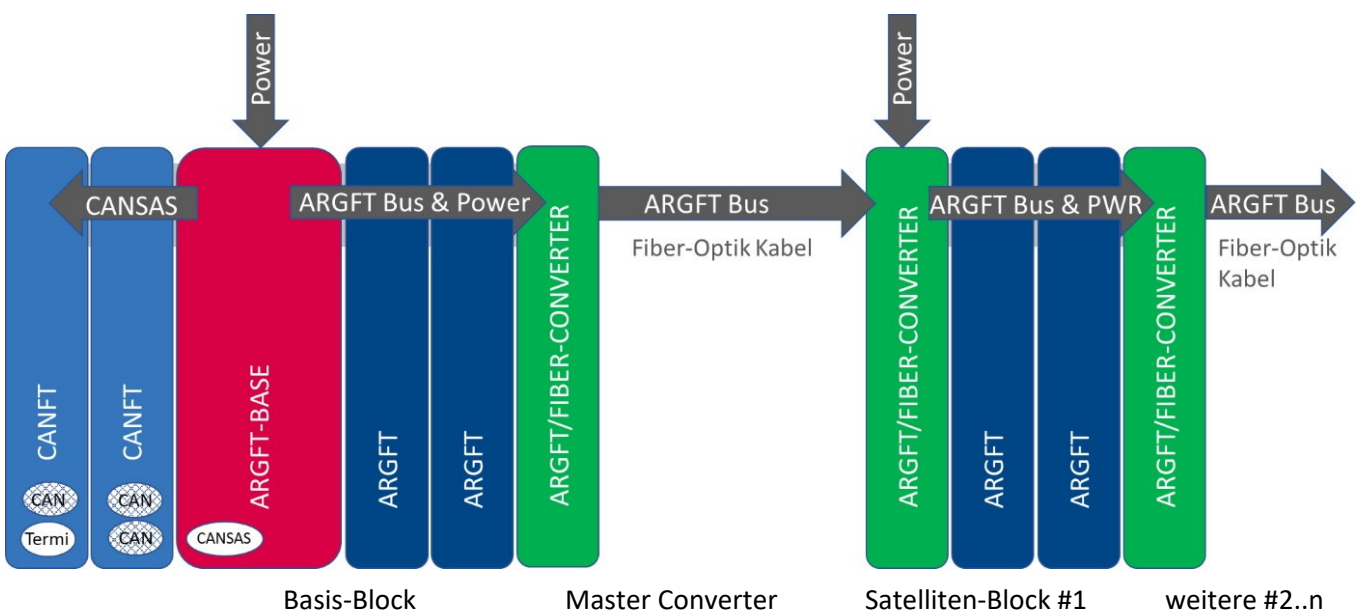 Power
Power
CANSAS
ARGFT Bus & Power
ARGFT Bus
ARGFT Bus & PWR
ARGFT Bus
Fiber-Optik Kabel
Fiber-Optik
Kabel
CANFT
CANFT
ARGFT-BASE
ARGFT
ARGFT
ARGFT/FIBER-CONVERTER
ARGFT/FIBER-CONVERTER
ARGFT
ARGFT
ARGFT/FIBER-CONVERTER
CAN
CAN
Termi
CAN
CANSAS
Basis-Block
Master Converter
Satelliten-Block #1
weitere #2..n